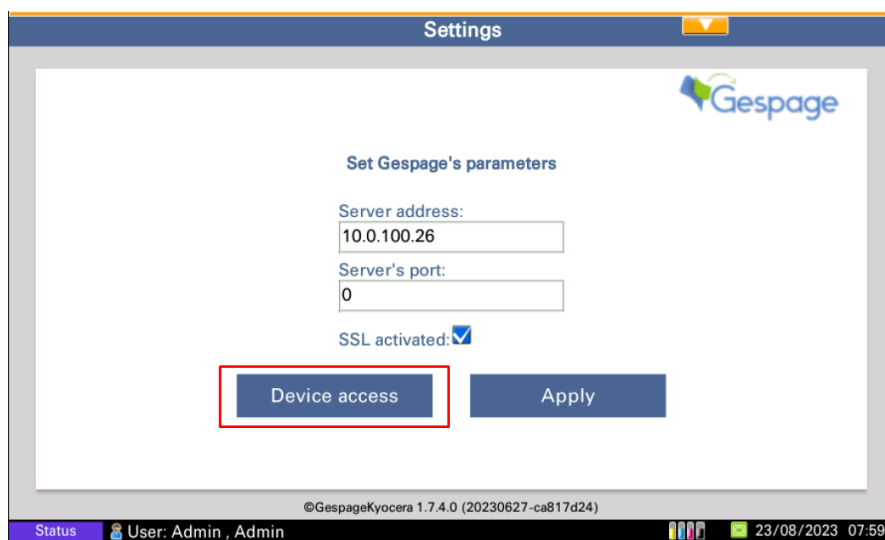 Settings
Gespage
Set Gespage's parameters
Server address:
10.0.100.26
Server's port:
0
SSL activated:
Device access Apply
©GespageKyocera 1.7.4.0 (20230627-ca817d24)
Status User: Admin , Admin 23/08/2023 07:59